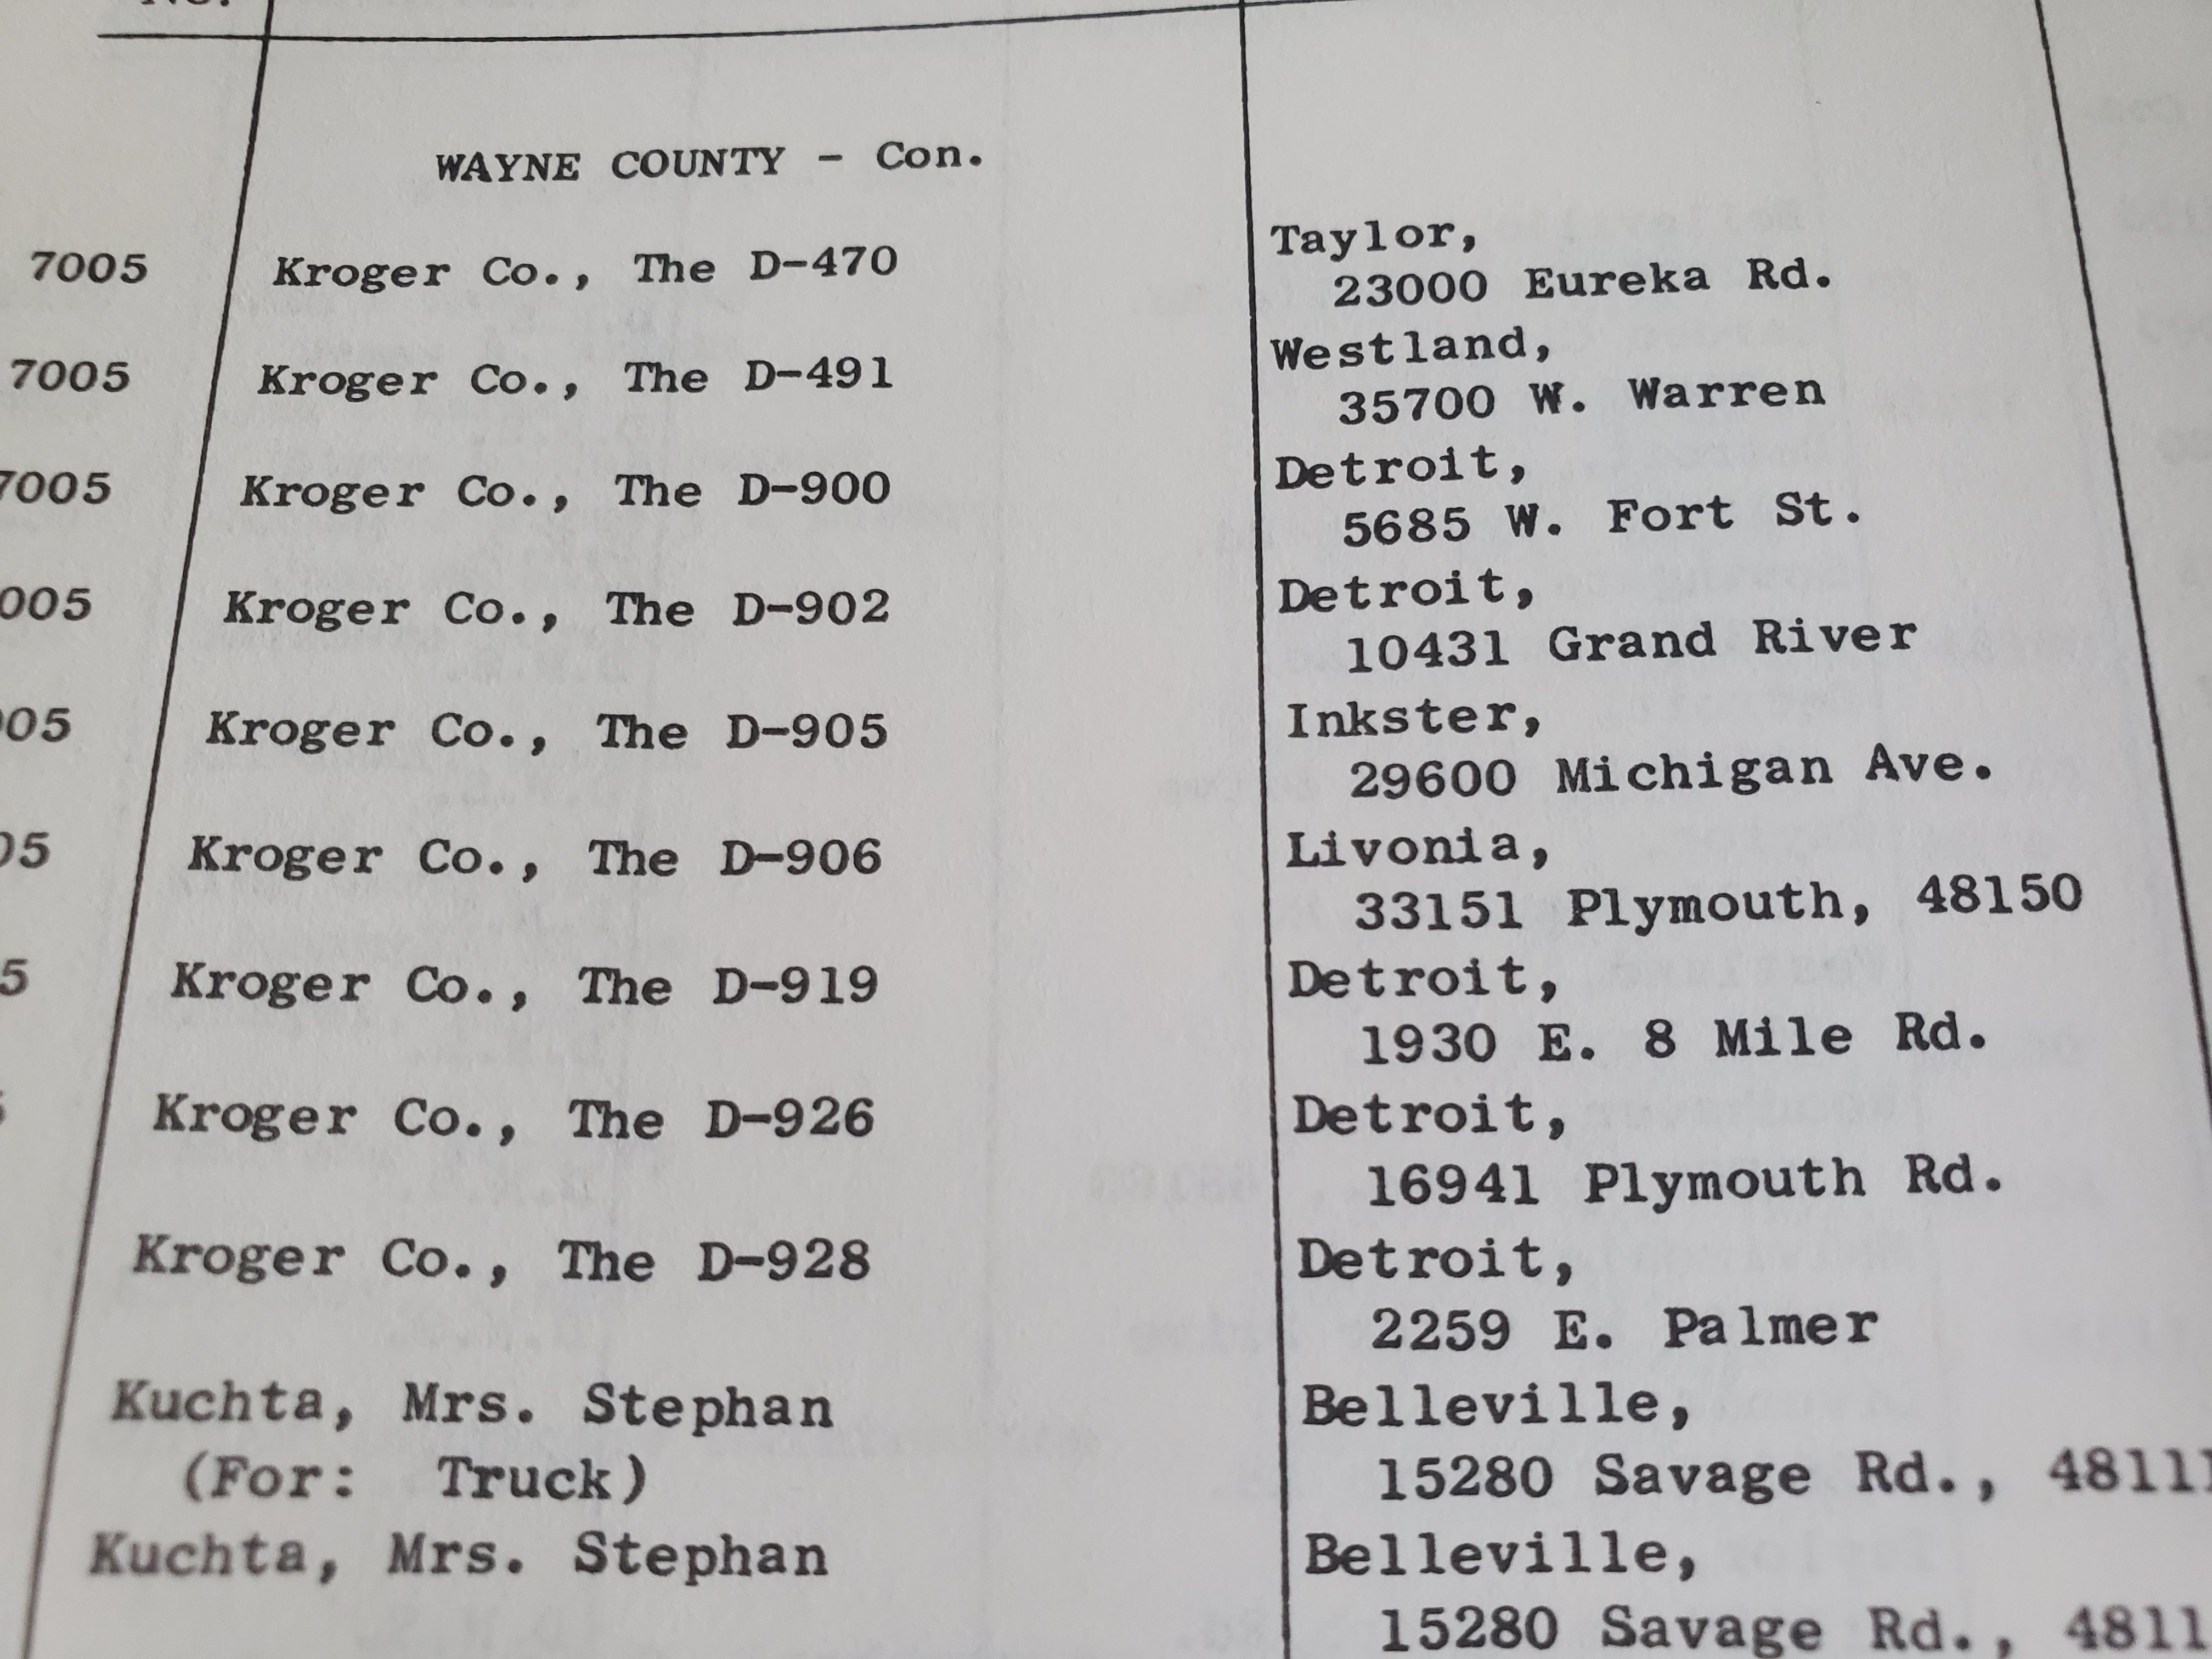 No.
WAYNE COUNTY - Con.
7005 Kroger Co., The D-470 Taylor,
23000 Eureka Rd.
7005 Kroger Co., The D-491 Westland,
35700 W. Warren
7005 Kroger Co., The D-900 Detroit,
5685 W. Fort St.
005 Kroger Co., The D-902 Detroit,
10431 Grand River
05 Kroger Co., The D-905 Inkster,
29600 Michigan Ave.
05 Kroger Co., The D-906 Livonia,
33151 Plymouth, 48150
5 Kroger Co., The D-919 Detroit,
1930 E. 8 Mile Rd.
Kroger Co., The D-926 Detroit,
16941 Plymouth Rd.
Kroger Co., The D-928 Detroit,
2259 E. Palmer
Kuchta, Mrs. Stephan Belleville,
(For: Truck) 15280 Savage Rd., 48111
Kuchta, Mrs. Stephan Belleville,
15280 Savage Rd., 4811